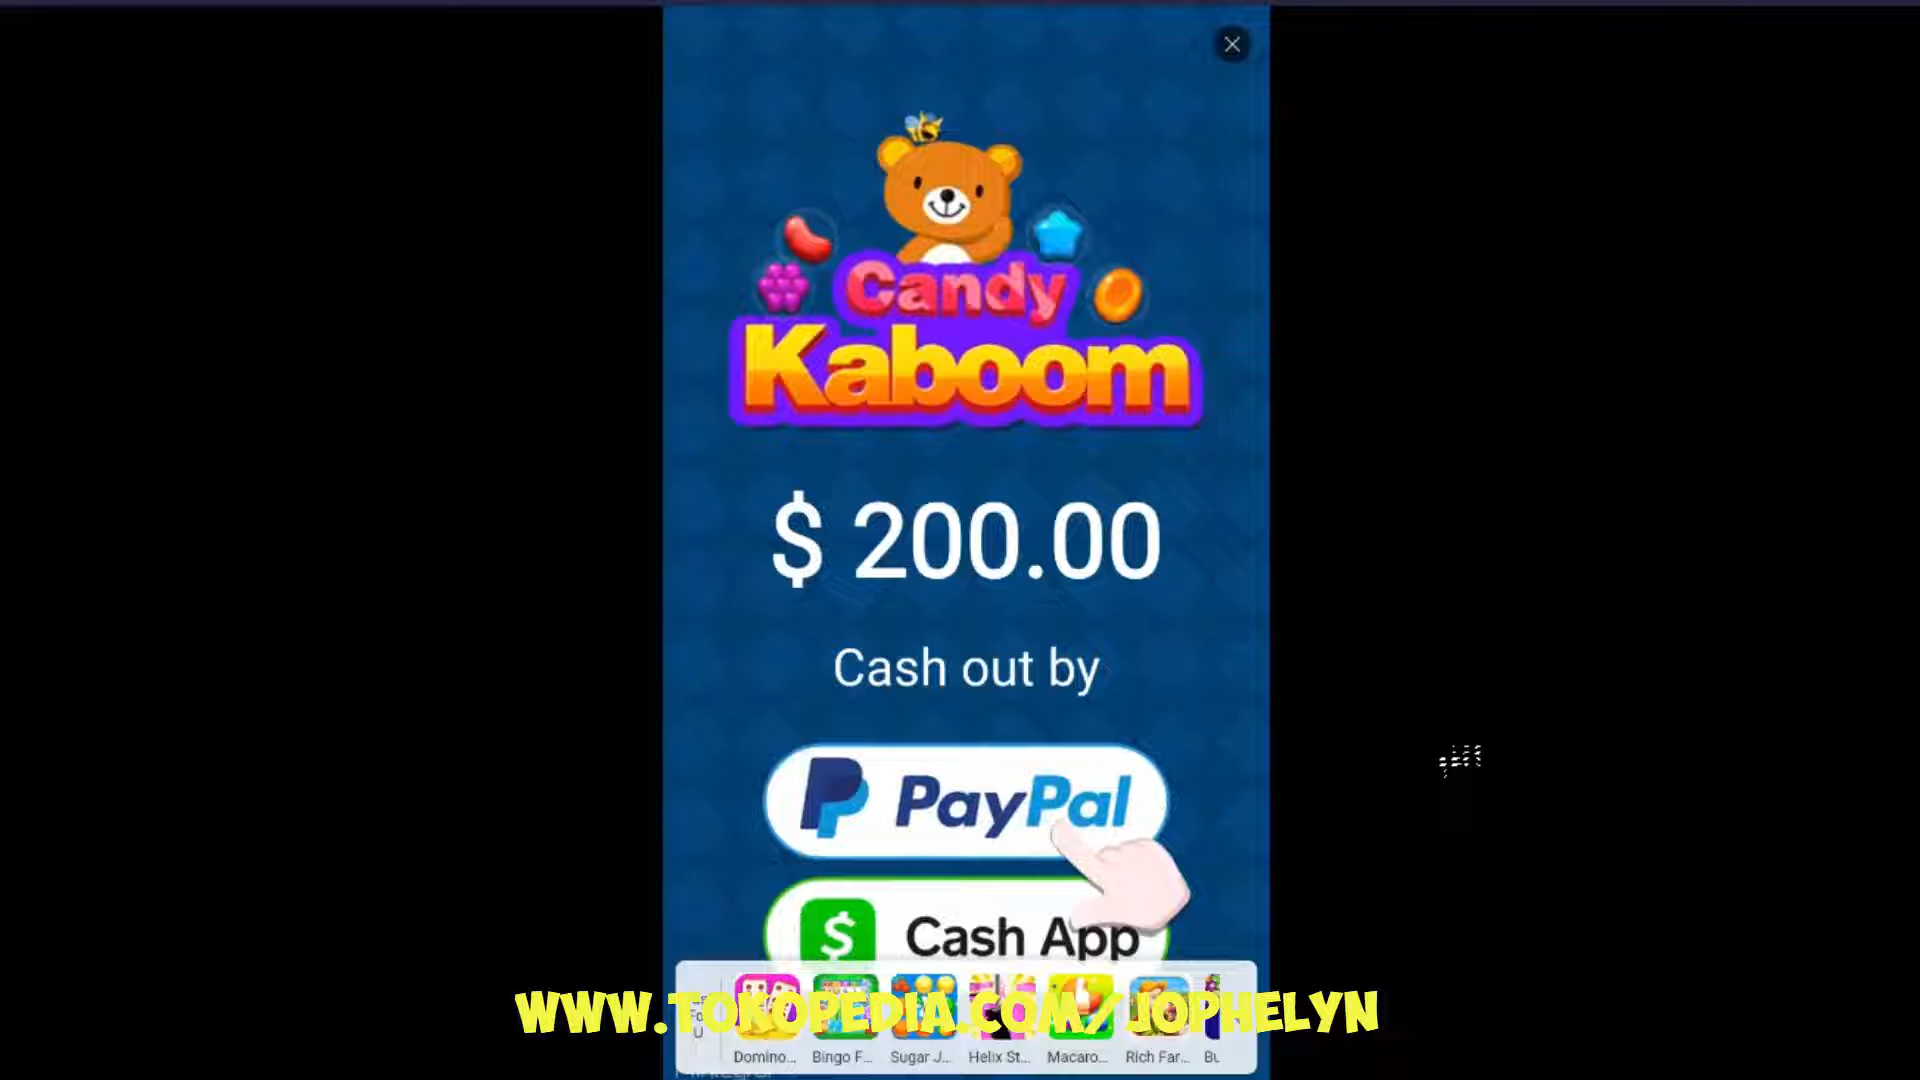 Candy
Kaboom
$ 200.00
Cash out by
PayPal
$ Cash App
WWW.TOKOPEDIA.COM/JOPHELYN
Domino... Bingo F... Sugar J... Helix St... Macaro... Rich Far... Bu